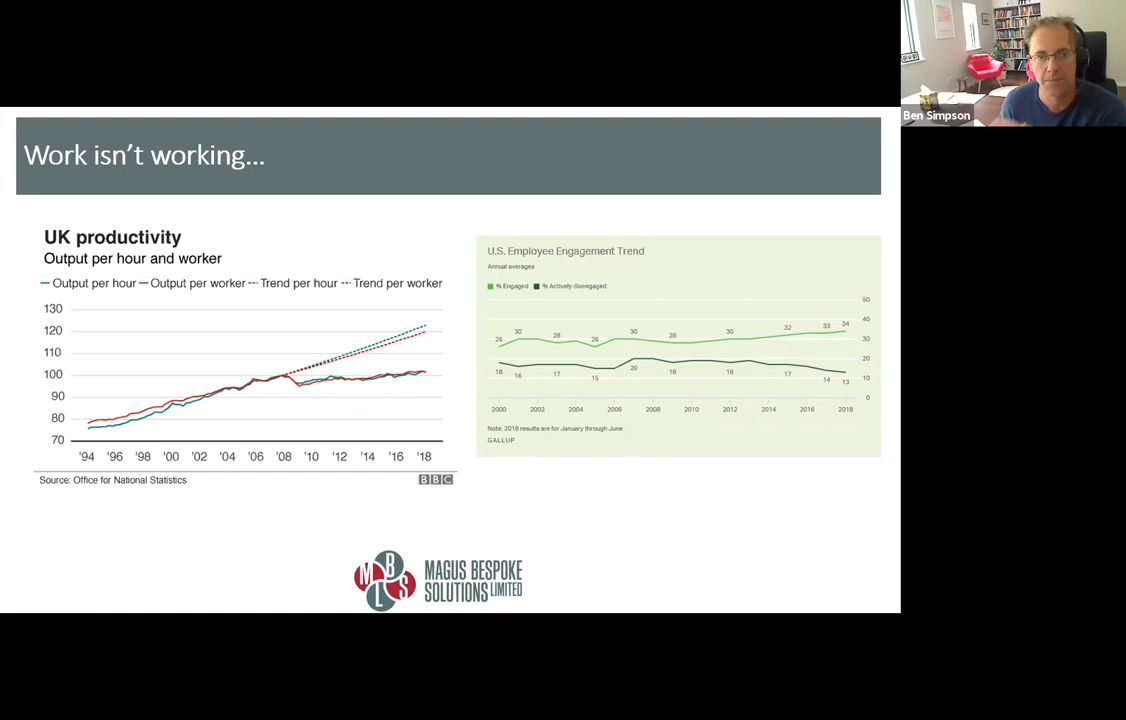 Ben Simpson
Work isn't working...
UK productivity
Output per hour and worker
Output per hour Output per worker Trend per hour Trend per worker
130
120
110
100
90
80
70
'94 '96 '98 '00 '02 '04 '06 '08 '10 '12 '14 '16 '18
Source: Office for National Statistics
BBC
U.S. Employee Engagement Trend
Annual averages
% Engaged % Actively disengaged
50
40
30
20
10
0
26 30 28 26 30 28 30 32 33 34
18 16 17 15 20 18 18 17 14 13
2000 2002 2004 2006 2008 2010 2012 2014 2016 2018
Note: 2018 results are for January through June
GALLUP
MBLS
MAGUS BESPOKE
SOLUTIONS LIMITED